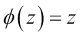 ϕ(z) = z